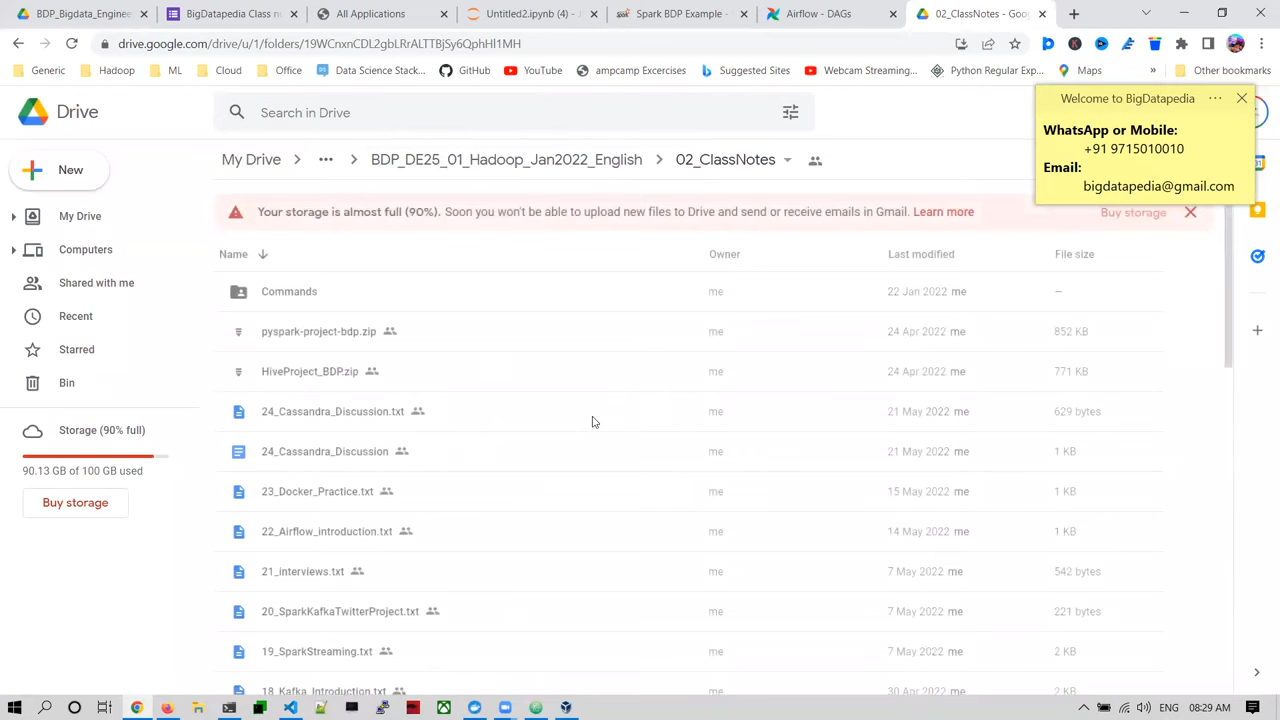 BDP_Bigdata_Engine
BigDatapedia Class n
All Applications
Untitled2.ipynb (4) - J
Spark BDP Example -
Airflow - DAGs
02_ClassNotes - Goo
drive.google.com/drive/u/1/folders/19WCnxnCDL2gbLRrALTTBjSy6QphHI1MH
Generic
Hadoop
ML
Cloud
Office
Data Science Stack...
GitHub
YouTube
ampcamp Excercises
Suggested Sites
Webcam Streaming...
Python Regular Exp...
Maps
»
Other bookmarks
Welcome to BigDatapedia
WhatsApp or Mobile:
+91 9715010010
Email:
bigdatapedia@gmail.com
Drive
Search in Drive
New
My Drive
Computers
Shared with me
Recent
Starred
Bin
Storage (90% full)
90.13 GB of 100 GB used
Buy storage
My Drive > ... > BDP_DE25_01_Hadoop_Jan2022_English > 02_ClassNotes
Your storage is almost full (90%). Soon you won't be able to upload new files to Drive and send or receive emails in Gmail. Learn more
Buy storage
Name Owner Last modified File size
Commands me 22 Jan 2022 me –
pyspark-project-bdp.zip me 24 Apr 2022 me 852 KB
HiveProject_BDP.zip me 24 Apr 2022 me 771 KB
24_Cassandra_Discussion.txt me 21 May 2022 me 629 bytes
24_Cassandra_Discussion me 21 May 2022 me 1 KB
23_Docker_Practice.txt me 15 May 2022 me 1 KB
22_Airflow_introduction.txt me 14 May 2022 me 1 KB
21_interviews.txt me 7 May 2022 me 542 bytes
20_SparkKafkaTwitterProject.txt me 7 May 2022 me 221 bytes
19_SparkStreaming.txt me 7 May 2022 me 2 KB
18_Kafka_Introduction.txt me 30 Apr 2022 me 2 KB
ENG 08:29 AM